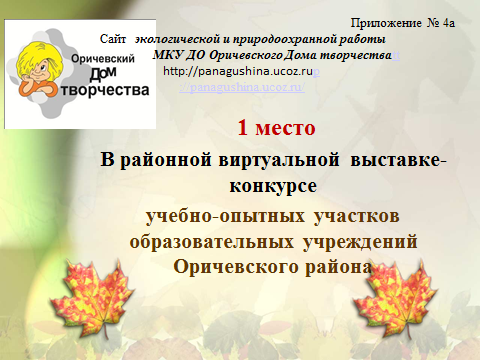 Приложение № 4а
Сайт экологической и природоохранной работы
МКУ ДО Оричевского Дома творчества
http://panagushina.ucoz.ru
://panagushina.ucoz.ru/
Оричевский
Дом
творчества
1 место
В районной виртуальной выставке-
конкурсе
учебно-опытных участков
образовательных учреждений
Оричевского района